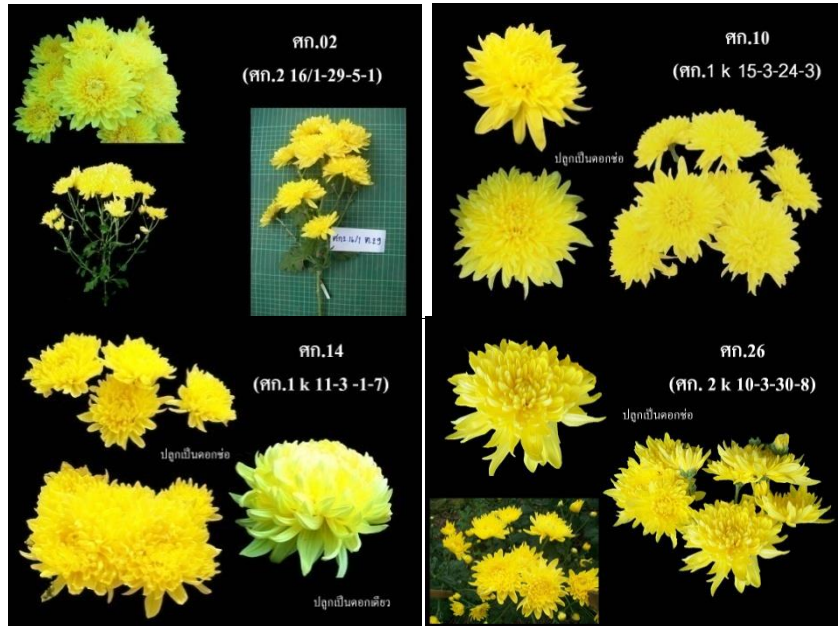 ศก.02
(ศก.2 16/1-29-5-1)
ศก.10
(ศก.1 k 15-3-24-3)
ปลูกเป็นดอกช่อ
ศก.14
(ศก.1 k 11-3 -1-7)
ปลูกเป็นดอกช่อ
ปลูกเป็นดอกเดี่ยว
ศก.26
(ศก. 2 k 10-3-30-8)
ปลูกเป็นดอกช่อ